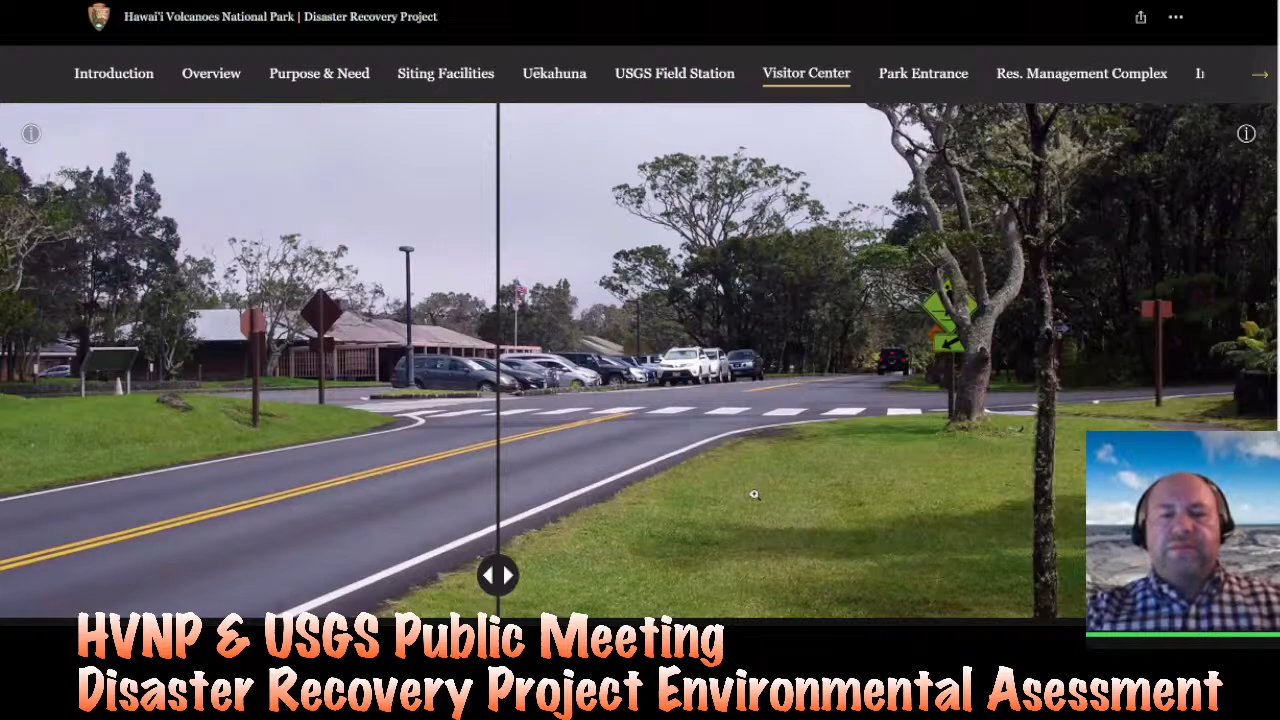 Hawai'i Volcanoes National Park | Disaster Recovery Project
Introduction Overview Purpose & Need Siting Facilities Uēkahuna USGS Field Station Visitor Center Park Entrance Res. Management Complex
HVNP & USGS Public Meeting
Disaster Recovery Project Environmental Asessment